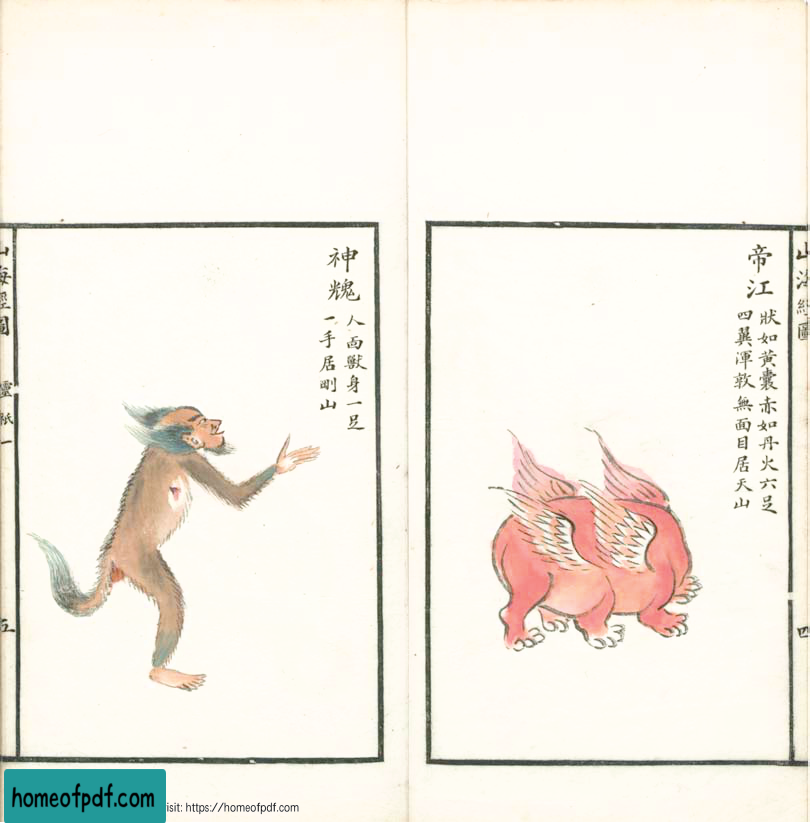 山海經圖
四
帝江
狀如黃囊赤如丹火六足
四翼渾敦無面目居天山
神䰠
人面獸身一足
一手居剛山
山海經圖
靈祇一
五
homeofpdf.com
visit: https://homeofpdf.com